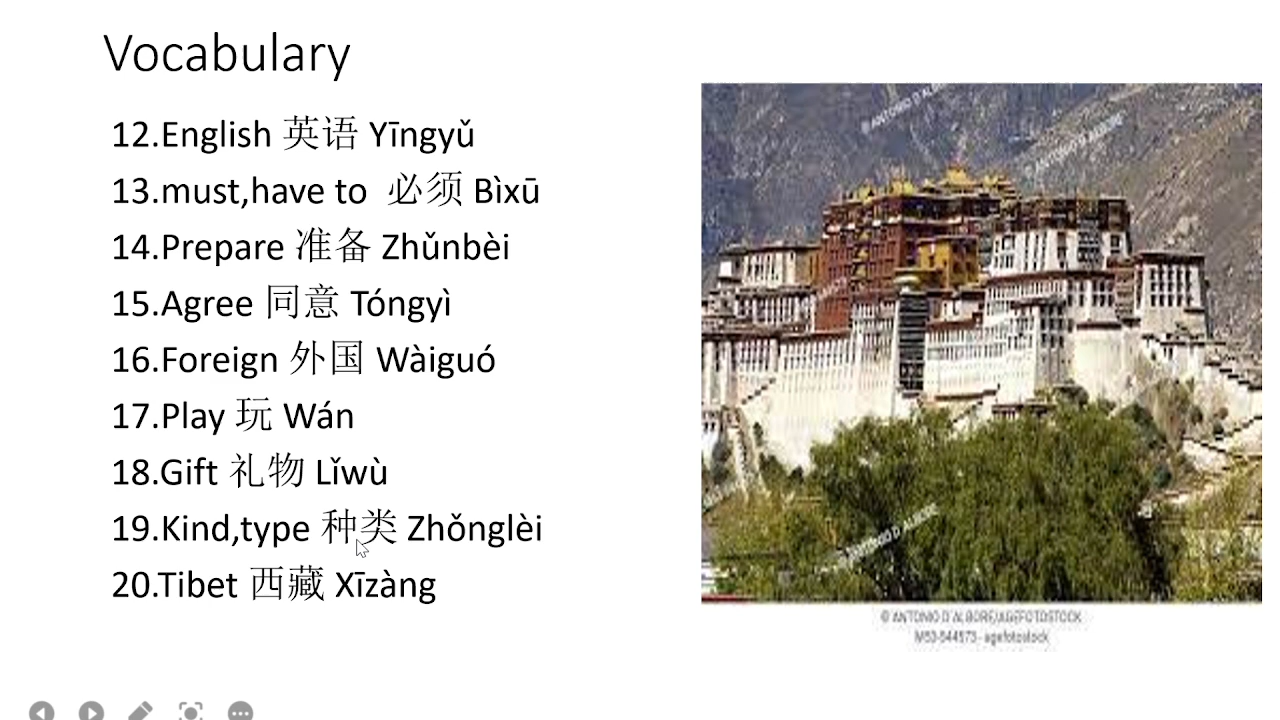 Vocabulary
12.English 英语 Yīngyǔ
13.must,have to 必须 Bìxū
14.Prepare 准备 Zhǔnbèi
15.Agree 同意 Tóngyì
16.Foreign 外国 Wàiguó
17.Play 玩 Wán
18.Gift 礼物 Lǐwù
19.Kind,type 种类 Zhǒnglèi
20.Tibet 西藏 Xīzàng
© ANTONIO D'ALBORE/AGEFOTOSTOCK